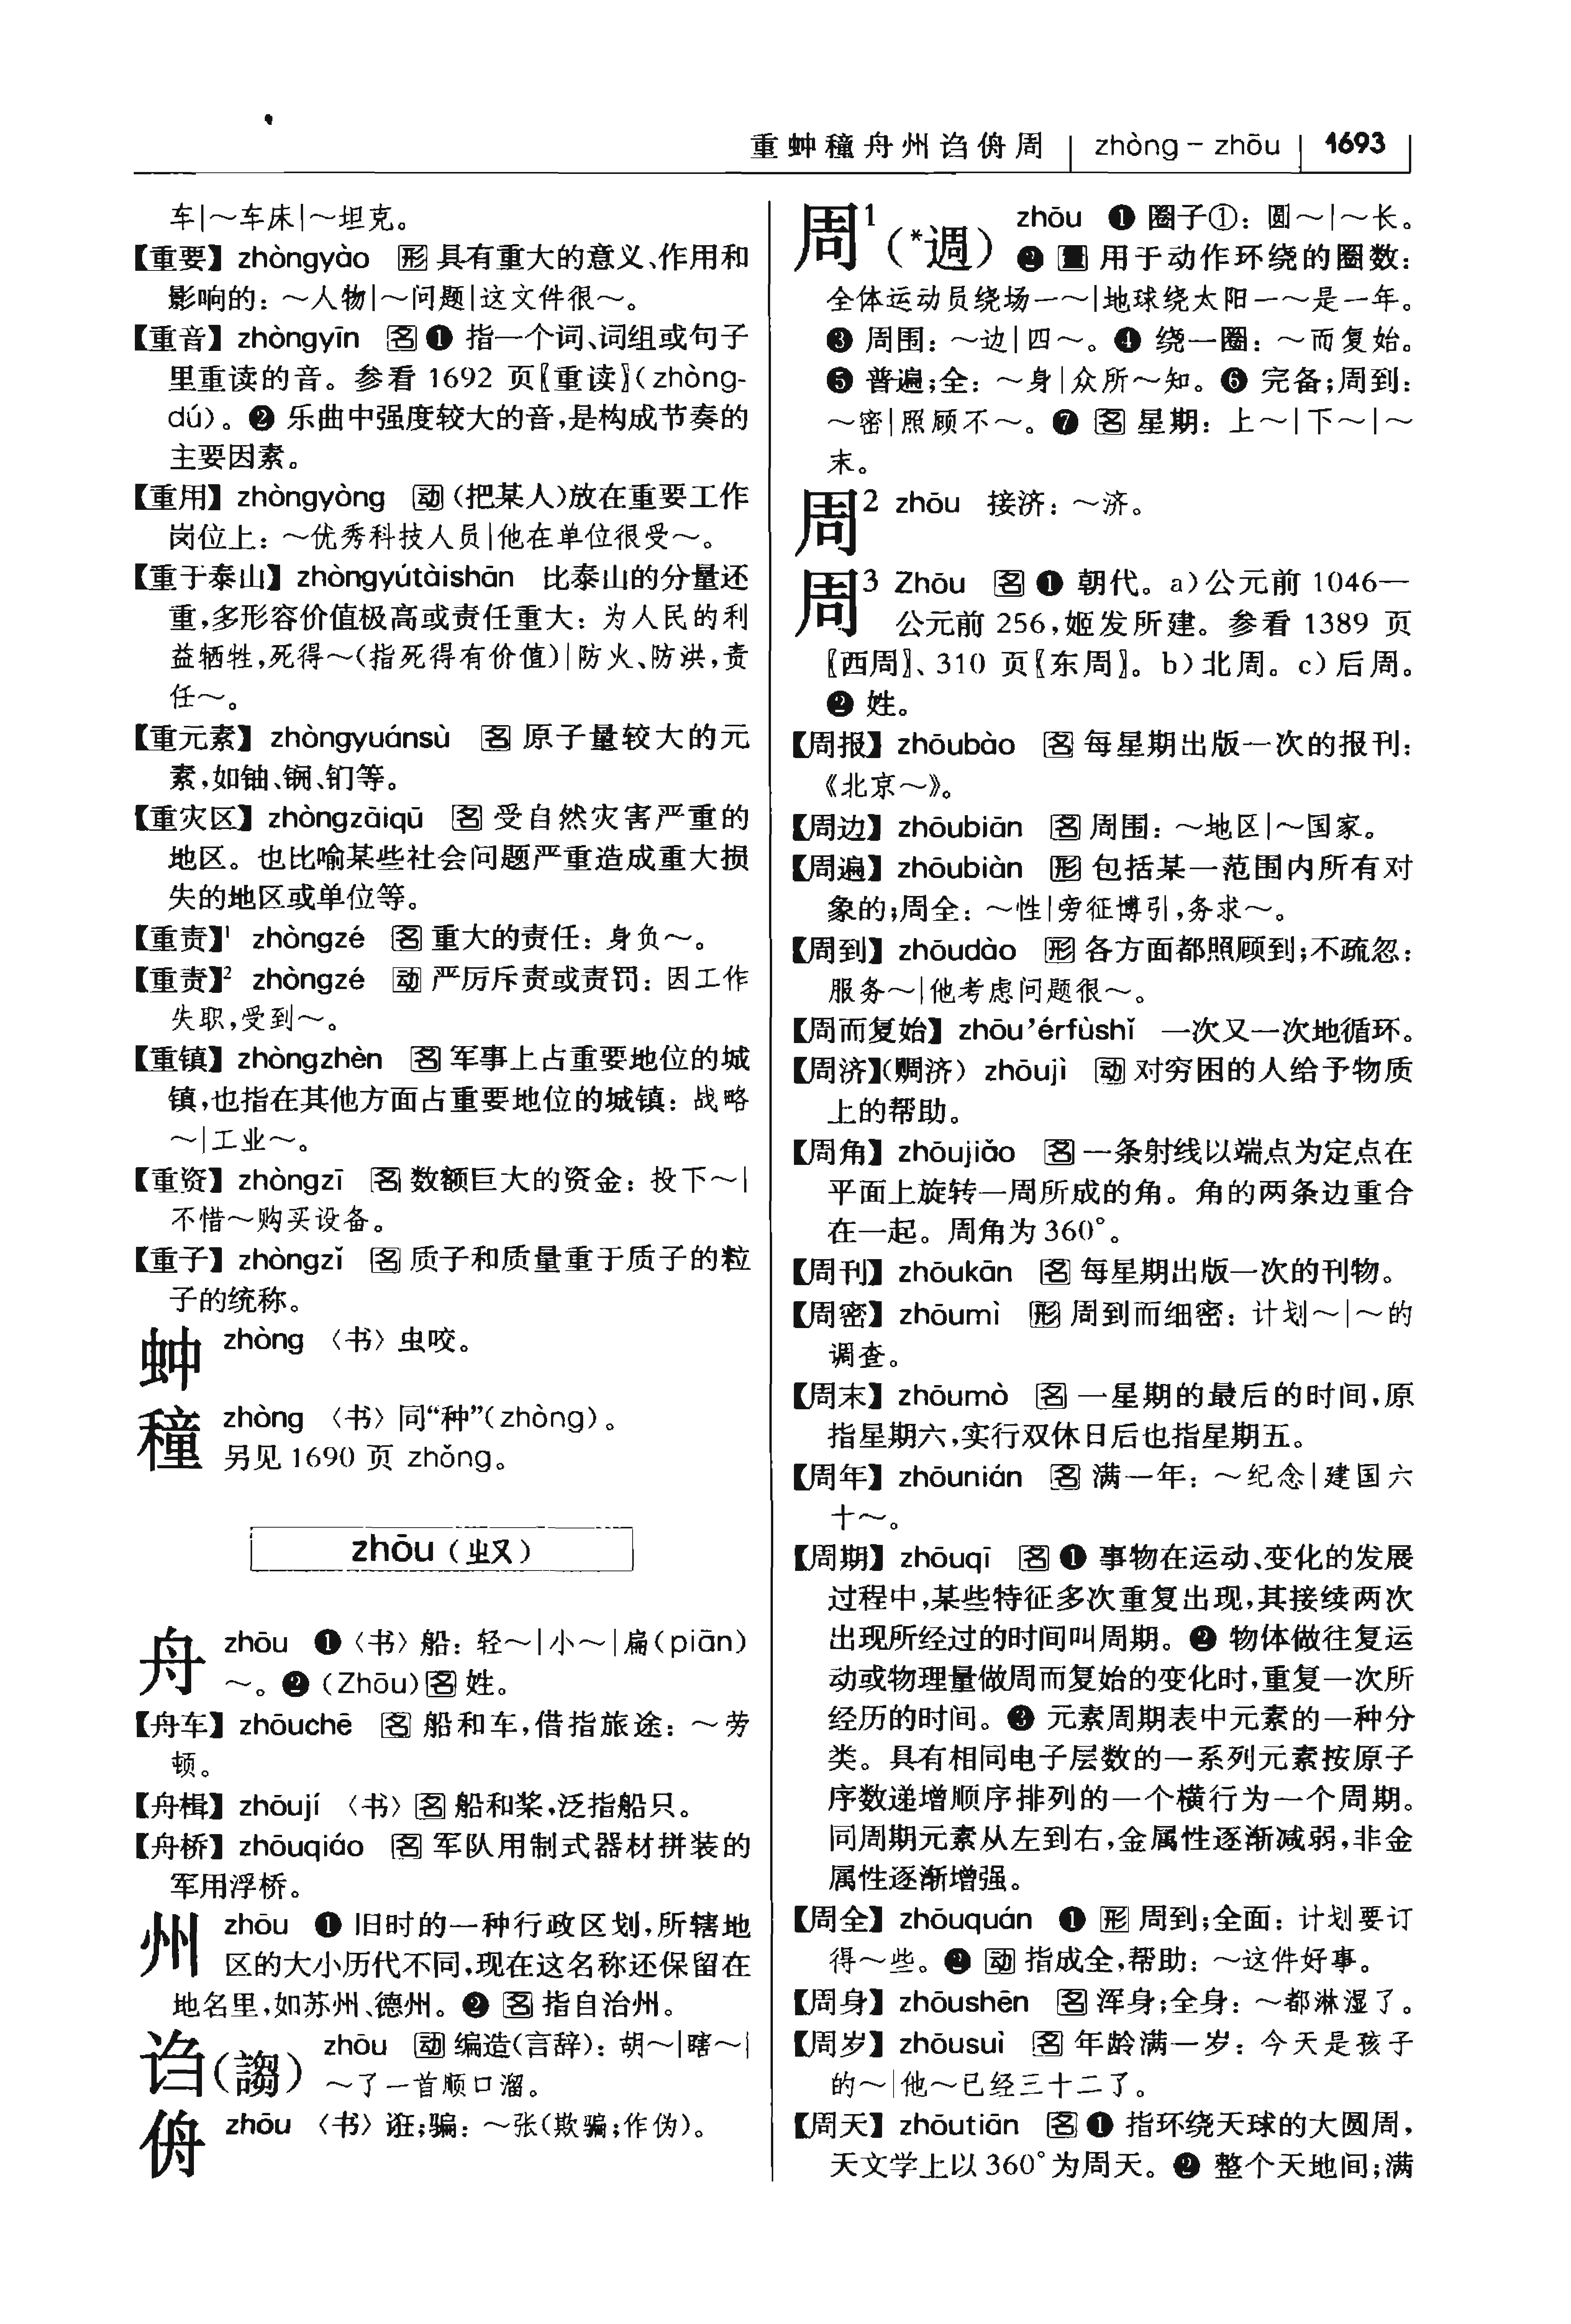 重 蚛 穜 舟 州 诌 侜 周 zhòng – zhōu 1693
车|～车床|～坦克。
【重要】 zhòngyào 形 具有重大的意义、作用和
影响的：～人物|～问题|这文件很～。
【重音】 zhòngyīn 名 ❶ 指一个词、词组或句子
里重读的音。参看 1692 页〖重读〗(zhòng-
dú)。❷ 乐曲中强度较大的音,是构成节奏的
主要因素。
【重用】 zhòngyòng 动 (把某人)放在重要工作
岗位上：～优秀科技人员|他在单位很受～。
【重于泰山】 zhòngyútàishān 比泰山的分量还
重,多形容价值极高或责任重大：为人民的利
益牺牲,死得～(指死得有价值)|防火、防洪,责
任～。
【重元素】 zhòngyuánsù 名 原子量较大的元
素,如铀、锕、钔等。
【重灾区】 zhòngzāiqū 名 受自然灾害严重的
地区。也比喻某些社会问题严重造成重大损
失的地区或单位等。
【重责】¹ zhòngzé 名 重大的责任：身负～。
【重责】² zhòngzé 动 严厉斥责或责罚：因工作
失职,受到～。
【重镇】 zhòngzhèn 名 军事上占重要地位的城
镇,也指在其他方面占重要地位的城镇：战略
～|工业～。
【重资】 zhòngzī 名 数额巨大的资金：投下～|
不惜～购买设备。
【重子】 zhòngzǐ 名 质子和质量重于质子的粒
子的统称。
蚛 zhòng 〈书〉虫咬。
穜 zhòng 〈书〉同“种”(zhòng)。
另见 1690 页 zhǒng。
zhōu (ㄓㄡ)
舟 zhōu ❶〈书〉船：轻～|小～|扁(piān)
～。❷ (Zhōu) 名 姓。
【舟车】 zhōuchē 名 船和车,借指旅途：～劳
顿。
【舟楫】 zhōují 〈书〉名 船和桨,泛指船只。
【舟桥】 zhōuqiáo 名 军队用制式器材拼装的
军用浮桥。
州 zhōu ❶ 旧时的一种行政区划,所辖地
区的大小历代不同,现在这名称还保留在
地名里,如苏州、德州。❷ 名 指自治州。
诌(謅) zhōu 动 编造(言辞)：胡～|瞎～|
～了一首顺口溜。
侜 zhōu 〈书〉诳;骗：～张(欺骗;作伪)。
周¹(*週) zhōu ❶ 圈子①：圆～|～长。
❷ 量 用于动作环绕的圈数：
全体运动员绕场一～|地球绕太阳一～是一年。
❸ 周围：～边|四～。❹ 绕一圈：～而复始。
❺ 普遍;全：～身|众所～知。❻ 完备;周到：
～密|照顾不～。❼ 名 星期：上～|下～|～
末。
周² zhōu 接济：～济。
周³ Zhōu 名 ❶ 朝代。a)公元前 1046—
公元前 256,姬发所建。参看 1389 页
〖西周〗、310 页〖东周〗。b)北周。c)后周。
❷ 姓。
【周报】 zhōubào 名 每星期出版一次的报刊：
《北京～》。
【周边】 zhōubiān 名 周围：～地区|～国家。
【周遍】 zhōubiàn 形 包括某一范围内所有对
象的;周全：～性|旁征博引,务求～。
【周到】 zhōudào 形 各方面都照顾到;不疏忽：
服务～|他考虑问题很～。
【周而复始】 zhōu’érfùshǐ 一次又一次地循环。
【周济】(赒济) zhōujì 动 对穷困的人给予物质
上的帮助。
【周角】 zhōujiǎo 名 一条射线以端点为定点在
平面上旋转一周所成的角。角的两条边重合
在一起。周角为 360°。
【周刊】 zhōukān 名 每星期出版一次的刊物。
【周密】 zhōumì 形 周到而细密：计划～|～的
调查。
【周末】 zhōumò 名 一星期的最后的时间,原
指星期六,实行双休日后也指星期五。
【周年】 zhōunián 名 满一年：～纪念|建国六
十～。
【周期】 zhōuqī 名 ❶ 事物在运动、变化的发展
过程中,某些特征多次重复出现,其接续两次
出现所经过的时间叫周期。❷ 物体做往复运
动或物理量做周而复始的变化时,重复一次所
经历的时间。❸ 元素周期表中元素的一种分
类。具有相同电子层数的一系列元素按原子
序数递增顺序排列的一个横行为一个周期。
同周期元素从左到右,金属性逐渐减弱,非金
属性逐渐增强。
【周全】 zhōuquán ❶ 形 周到;全面：计划要订
得～些。❷ 动 指成全,帮助：～这件好事。
【周身】 zhōushēn 名 浑身;全身：～都淋湿了。
【周岁】 zhōusuì 名 年龄满一岁：今天是孩子
的～|他～已经三十二了。
【周天】 zhōutiān 名 ❶ 指环绕天球的大圆周,
天文学上以 360°为周天。❷ 整个天地间;满